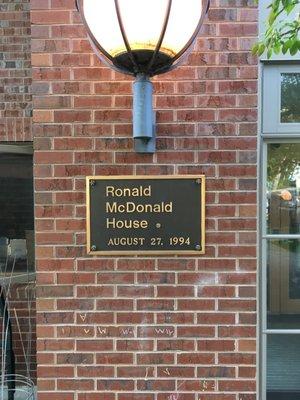 Ronald
McDonald
House ®
AUGUST 27, 1994